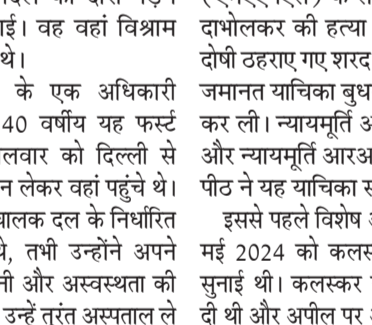 ाई। वह वहां विश्राम
थे।
के एक अधिकारी
40 वर्षीय यह फर्स्ट
लवार को दिल्ली से
न लेकर वहां पहुंचे थे।
चालक दल के निर्धारित
थे, तभी उन्होंने अपने
नी और अस्वस्थता की
उन्हें तुरंत अस्पताल ले
दाभोलकर की हत्या
दोषी ठहराए गए शरद
जमानत याचिका बुध
कर ली। न्यायमूर्ति
और न्यायमूर्ति आरअ
पीठ ने यह याचिका
इससे पहले विशेष
मई 2024 को कलस
सुनाई थी। कलस्कर
दी थी और अपील पर